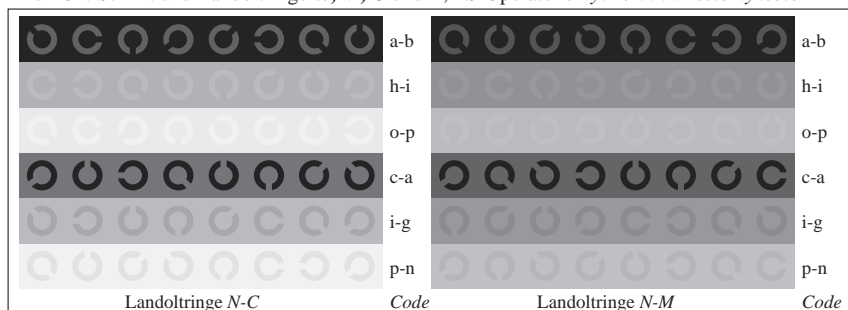 a-b a-b
h-i h-i
o-p o-p
c-a c-a
i-g i-g
p-n p-n
Landoltringe N-C Code Landoltringe N-M Code